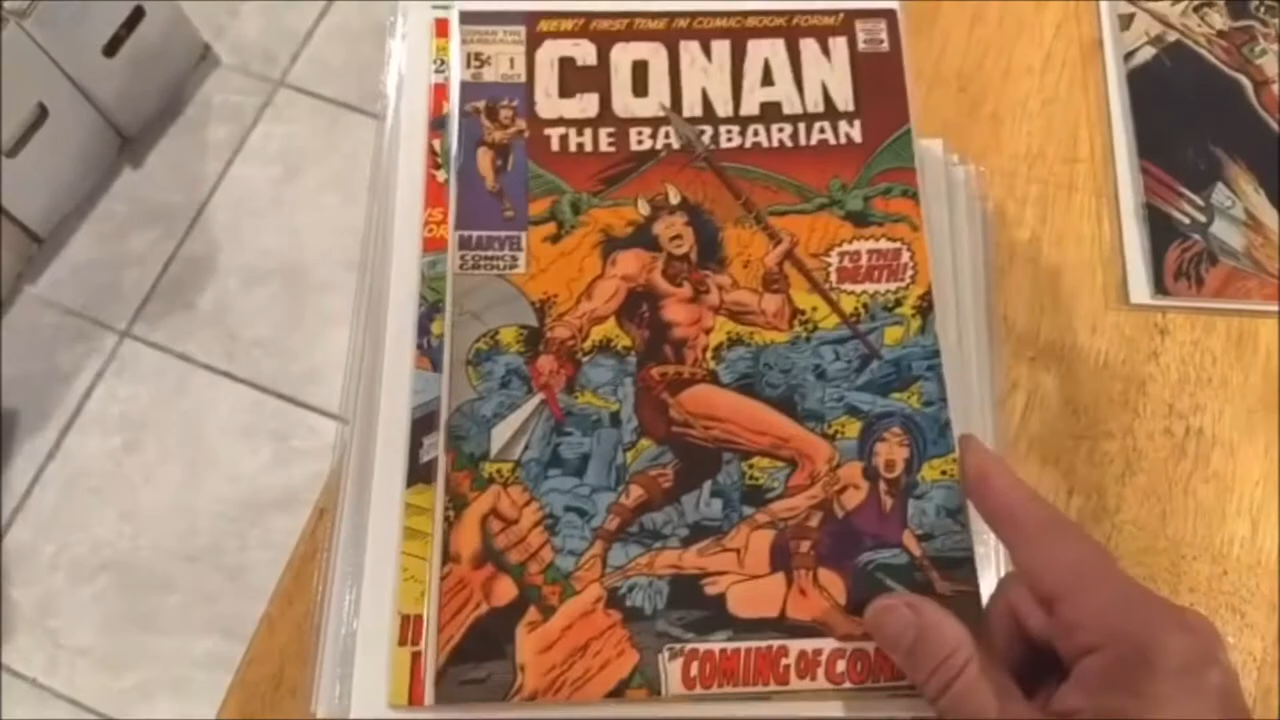 NEW! FIRST TIME IN COMIC-BOOK FORM!
CONAN THE
BARBARIAN
15¢
1
OCT
CONAN
THE BARBARIAN
MARVEL
COMICS
GROUP
TO THE
DEATH!
THE COMING OF CON